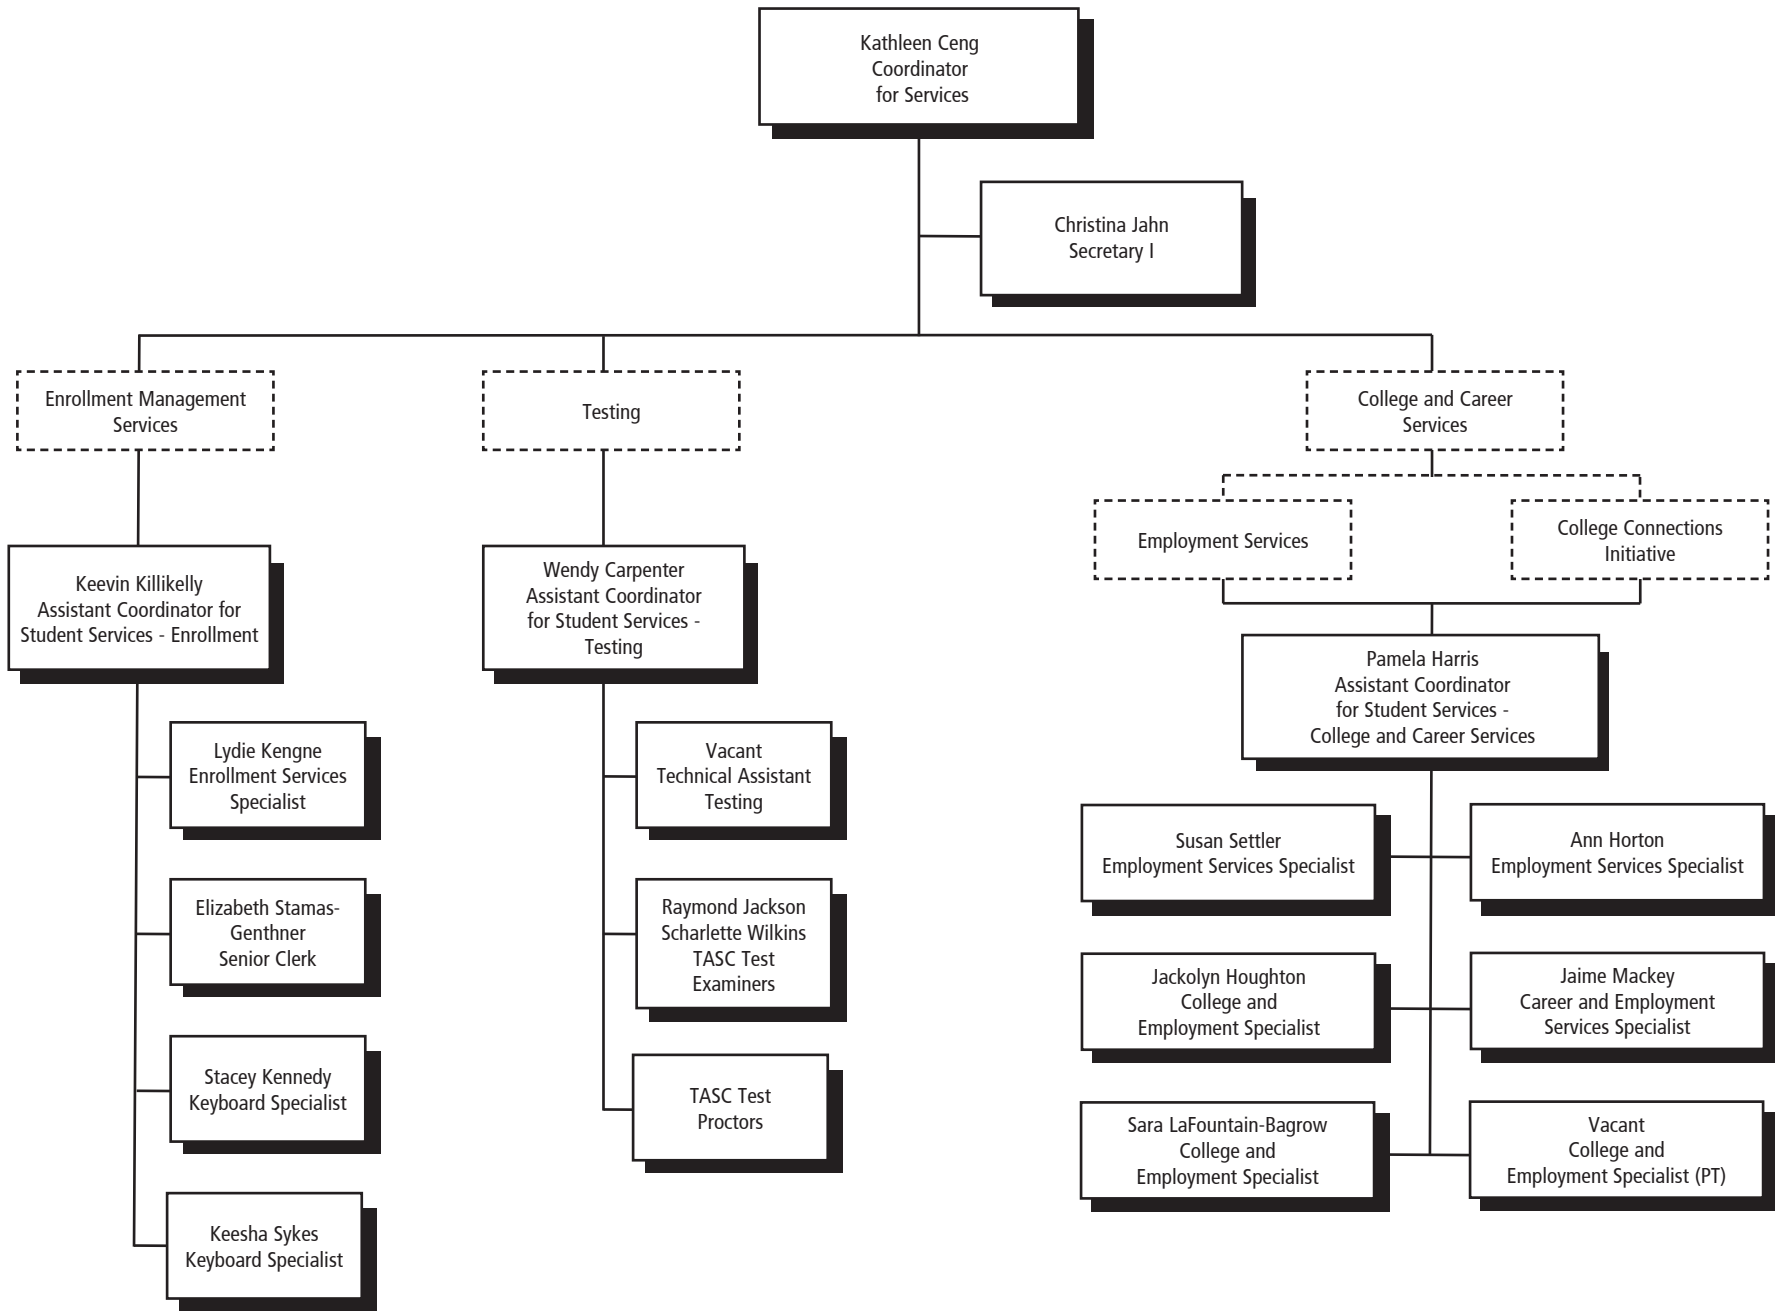 Kathleen Ceng
Coordinator
for Services
Christina Jahn
Secretary I
Enrollment Management
Services
Testing
College and Career
Services
Employment Services
College Connections
Initiative
Keevin Killikelly
Assistant Coordinator for
Student Services - Enrollment
Wendy Carpenter
Assistant Coordinator
for Student Services -
Testing
Pamela Harris
Assistant Coordinator
for Student Services -
College and Career Services
Lydie Kengne
Enrollment Services
Specialist
Elizabeth Stamas-
Genthner
Senior Clerk
Stacey Kennedy
Keyboard Specialist
Keesha Sykes
Keyboard Specialist
Vacant
Technical Assistant
Testing
Raymond Jackson
Scharlette Wilkins
TASC Test
Examiners
TASC Test
Proctors
Susan Settler
Employment Services Specialist
Ann Horton
Employment Services Specialist
Jackolyn Houghton
College and
Employment Specialist
Jaime Mackey
Career and Employment
Services Specialist
Sara LaFountain-Bagrow
College and
Employment Specialist
Vacant
College and
Employment Specialist (PT)